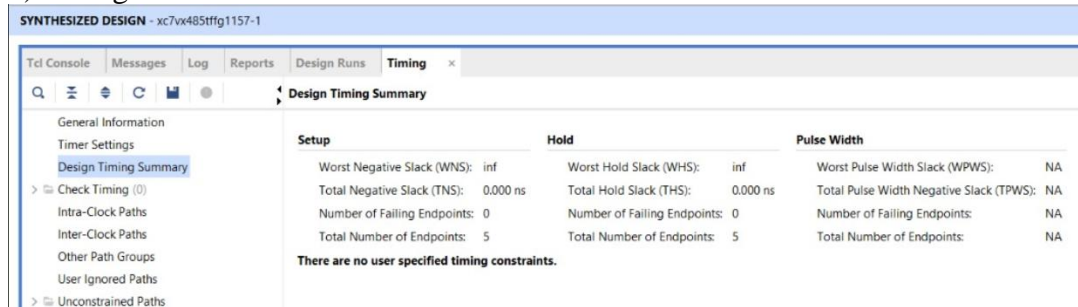 SYNTHESIZED DESIGN - xc7vx485tffg1157-1
Tcl Console Messages Log Reports Design Runs Timing ×
Design Timing Summary
General Information
Timer Settings
Design Timing Summary
> Check Timing (0)
Intra-Clock Paths
Inter-Clock Paths
Other Path Groups
User Ignored Paths
> Unconstrained Paths
Setup Hold Pulse Width
Worst Negative Slack (WNS): inf Worst Hold Slack (WHS): inf Worst Pulse Width Slack (WPWS): NA
Total Negative Slack (TNS): 0.000 ns Total Hold Slack (THS): 0.000 ns Total Pulse Width Negative Slack (TPWS): NA
Number of Failing Endpoints: 0 Number of Failing Endpoints: 0 Number of Failing Endpoints: NA
Total Number of Endpoints: 5 Total Number of Endpoints: 5 Total Number of Endpoints: NA
There are no user specified timing constraints.